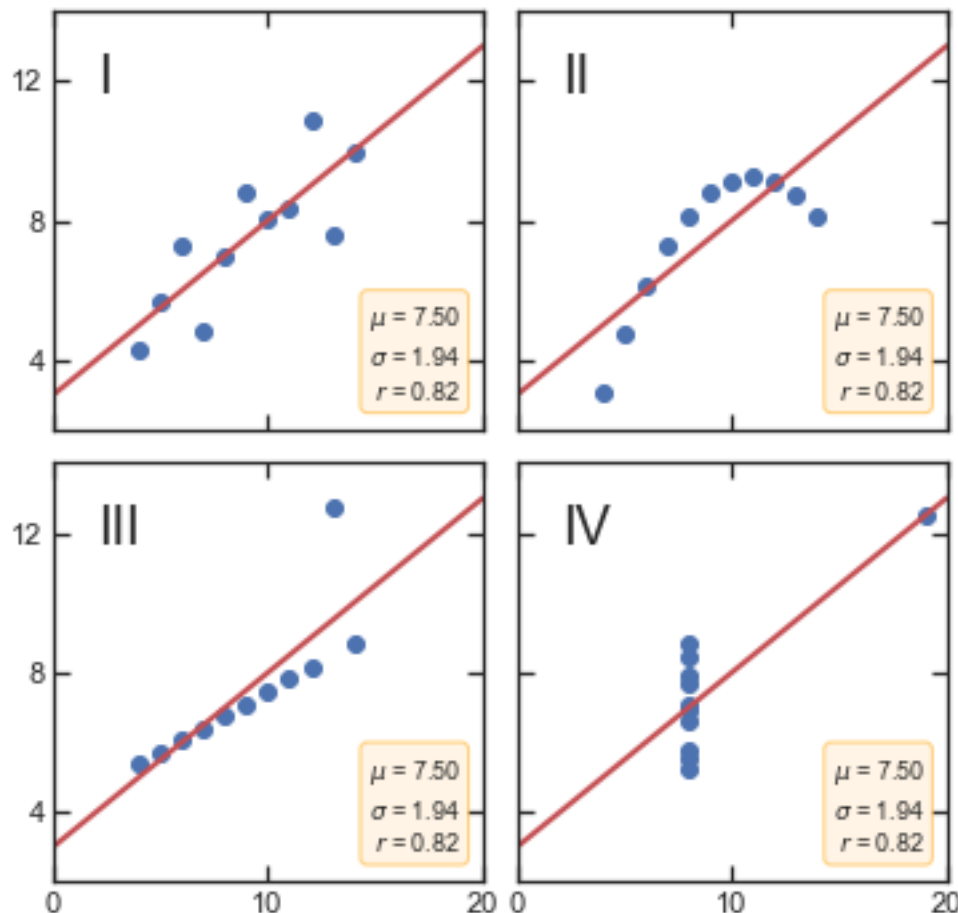 I
II
12
8
4
μ = 7.50
σ = 1.94
r = 0.82
μ = 7.50
σ = 1.94
r = 0.82
III
IV
12
8
4
μ = 7.50
σ = 1.94
r = 0.82
μ = 7.50
σ = 1.94
r = 0.82
0 10 20 10 20